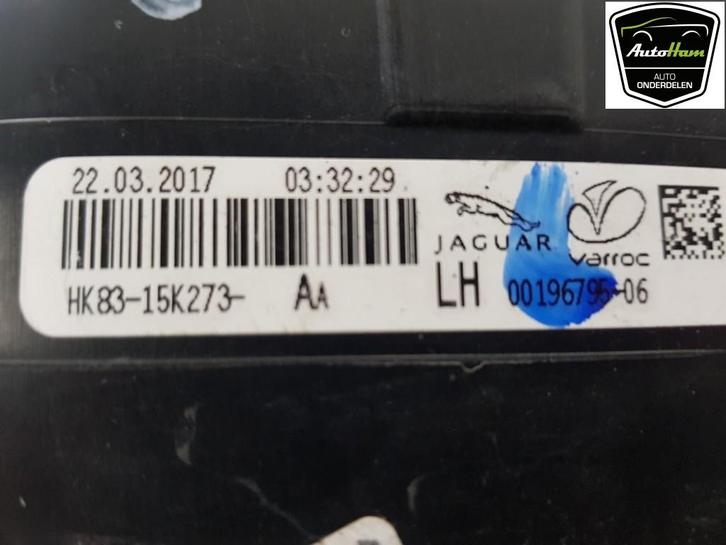 AutoHam
AUTO
ONDERDELEN
22.03.2017 03:32:29
JAGUAR varroc
HK83-15K273- AA LH 00196795-06